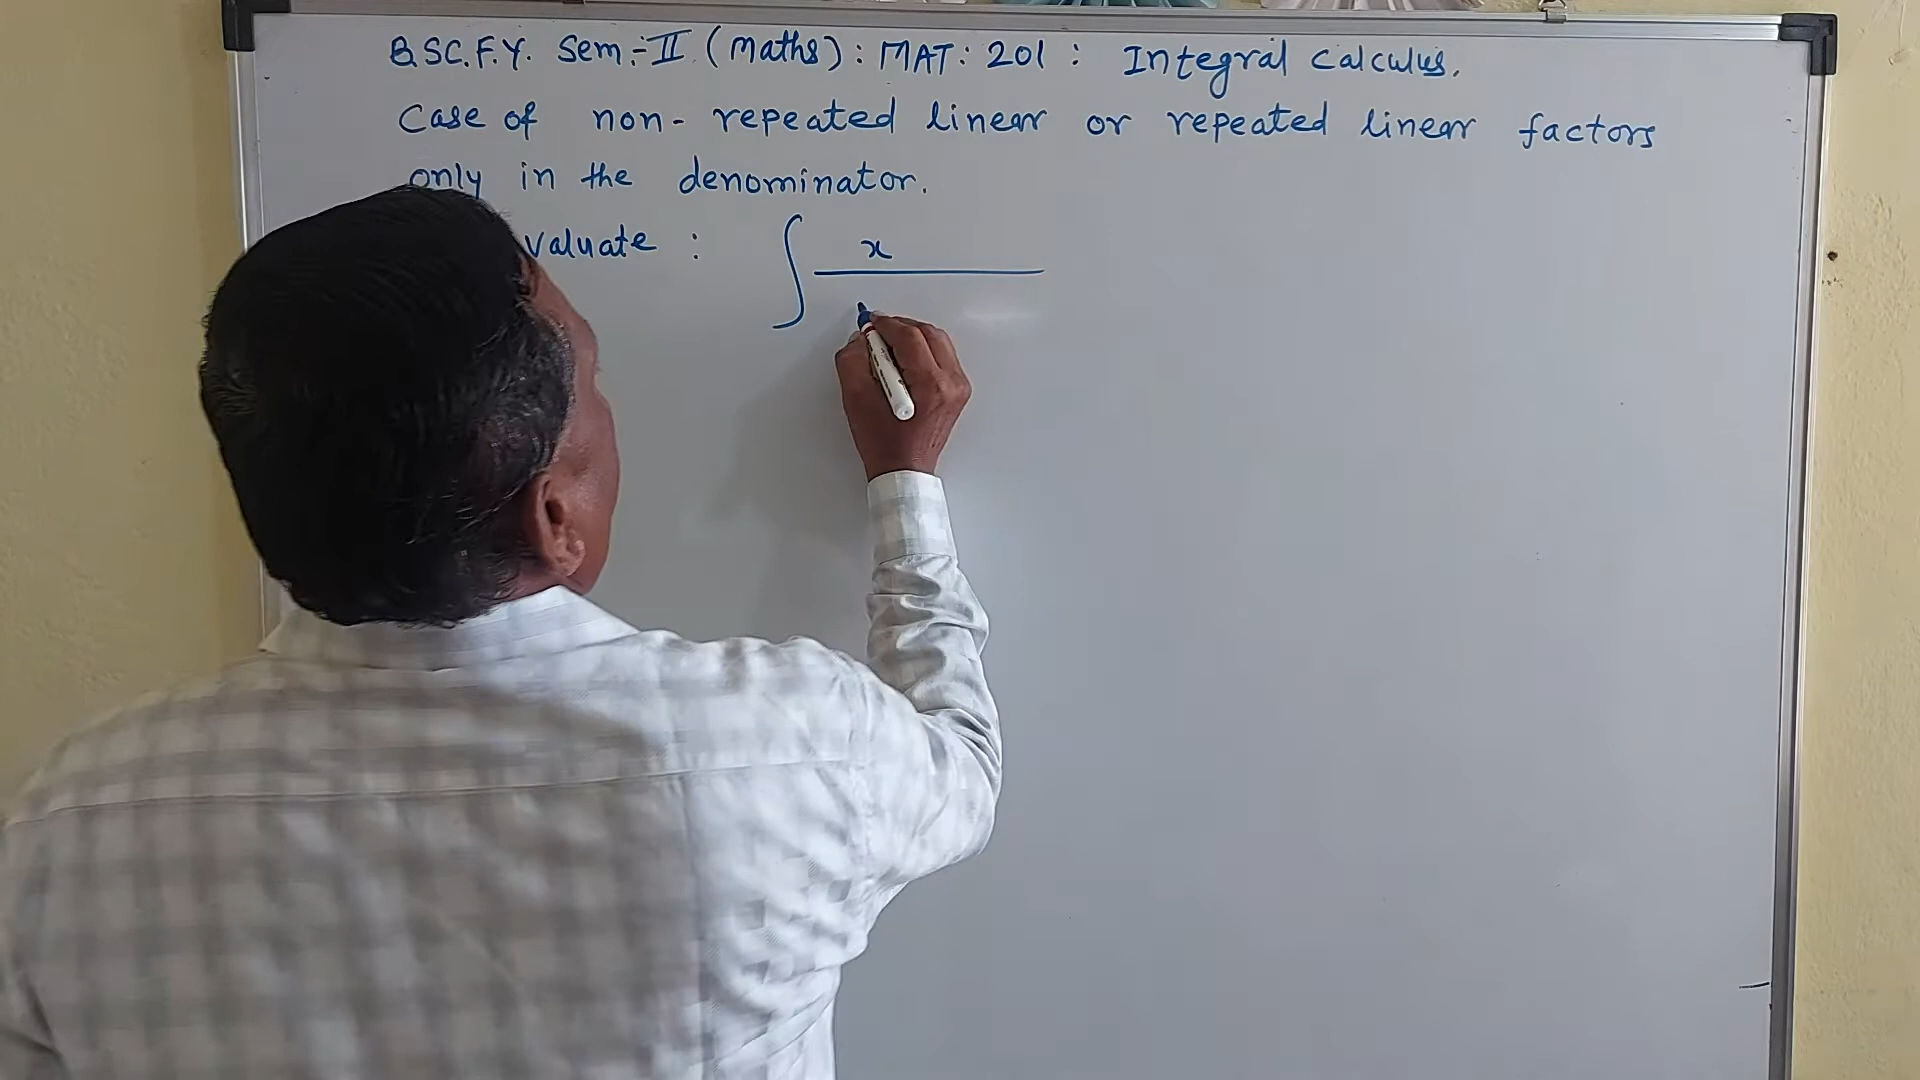 B.SC.F.Y. Sem:-II (Maths) : MAT: 201 : Integral Calculus.
Case of non-repeated linear or repeated linear factors
only in the denominator.
valuate : ∫ x